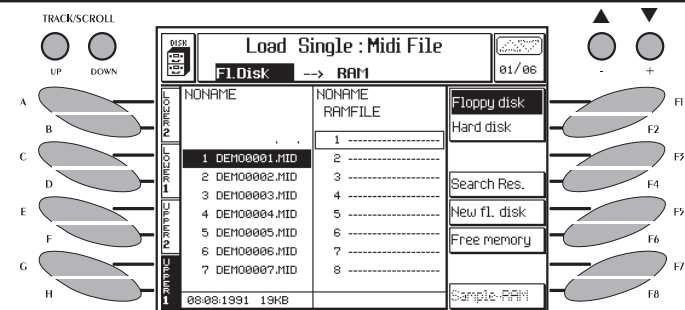 TRACK/SCROLL
UP DOWN
- +
DISK
Load Single : Midi File
Fl.Disk --> RAM
01/06
A
B
C
D
E
F
G
H
LOWER 2
LOWER 1
UPPER 2
UPPER 1
NONAME
. .
1 DEMO0001.MID
2 DEMO0002.MID
3 DEMO0003.MID
4 DEMO0004.MID
5 DEMO0005.MID
6 DEMO0006.MID
7 DEMO0007.MID
08:08:1991 19KB
NONAME
RAMFILE
1 ------------------
2 ------------------
3 ------------------
4 ------------------
5 ------------------
6 ------------------
7 ------------------
8 ------------------
Floppy disk
Hard disk
Search Res.
New fl. disk
Free memory
Sample-RAM
F1
F2
F3
F4
F5
F6
F7
F8